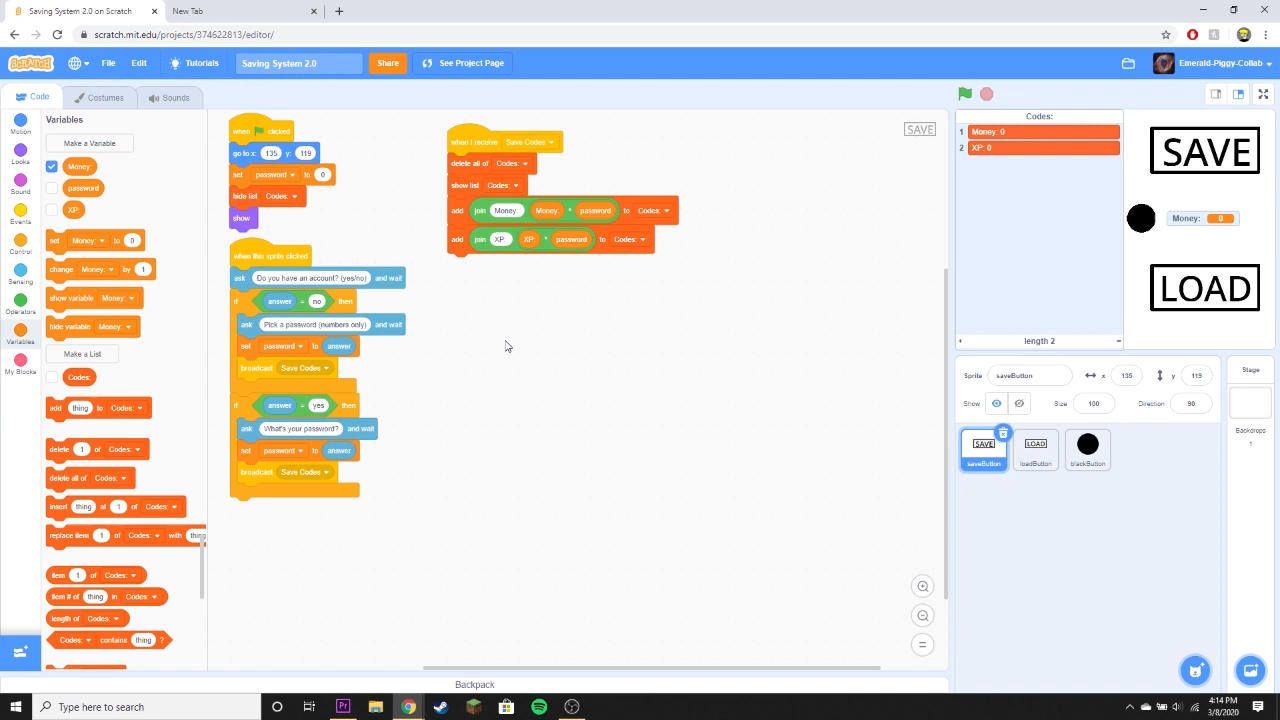 Saving System 2.0 on Scratch
New Tab
scratch.mit.edu/projects/374622813/editor/
SCRATCH
File
Edit
Tutorials
Saving System 2.0
Share
See Project Page
Emerald-Piggy-Collab
Code
Costumes
Sounds
Motion
Looks
Sound
Events
Control
Sensing
Operators
Variables
My Blocks
Variables
Make a Variable
Money:
password
XP:
set Money: to 0
change Money: by 1
show variable Money:
hide variable Money:
Make a List
Codes:
add thing to Codes:
delete 1 of Codes:
delete all of Codes:
insert thing at 1 of Codes:
replace item 1 of Codes: with thing
item 1 of Codes:
item # of thing in Codes:
length of Codes:
Codes: contains thing ?
when clicked
go to x: 135 y: 119
set password to 0
hide list Codes:
show
when this sprite clicked
ask Do you have an account? (yes/no) and wait
if answer = no then
ask Pick a password (numbers only) and wait
set password to answer
broadcast Save Codes
if answer = yes then
ask What's your password? and wait
set password to answer
broadcast Save Codes
when I receive Save Codes
delete all of Codes:
show list Codes:
add join Money: Money: * password to Codes:
add join XP: XP: * password to Codes:
SAVE
Codes:
1 Money: 0
2 XP: 0
+ length 2 =
SAVE
Money: 0
LOAD
Sprite saveButton x 135 y 119
Show Size 100 Direction 90
SAVE
saveButton
LOAD
loadButton
blackButton
Stage
Backdrops
1
Backpack
Type here to search
4:14 PM
3/8/2020